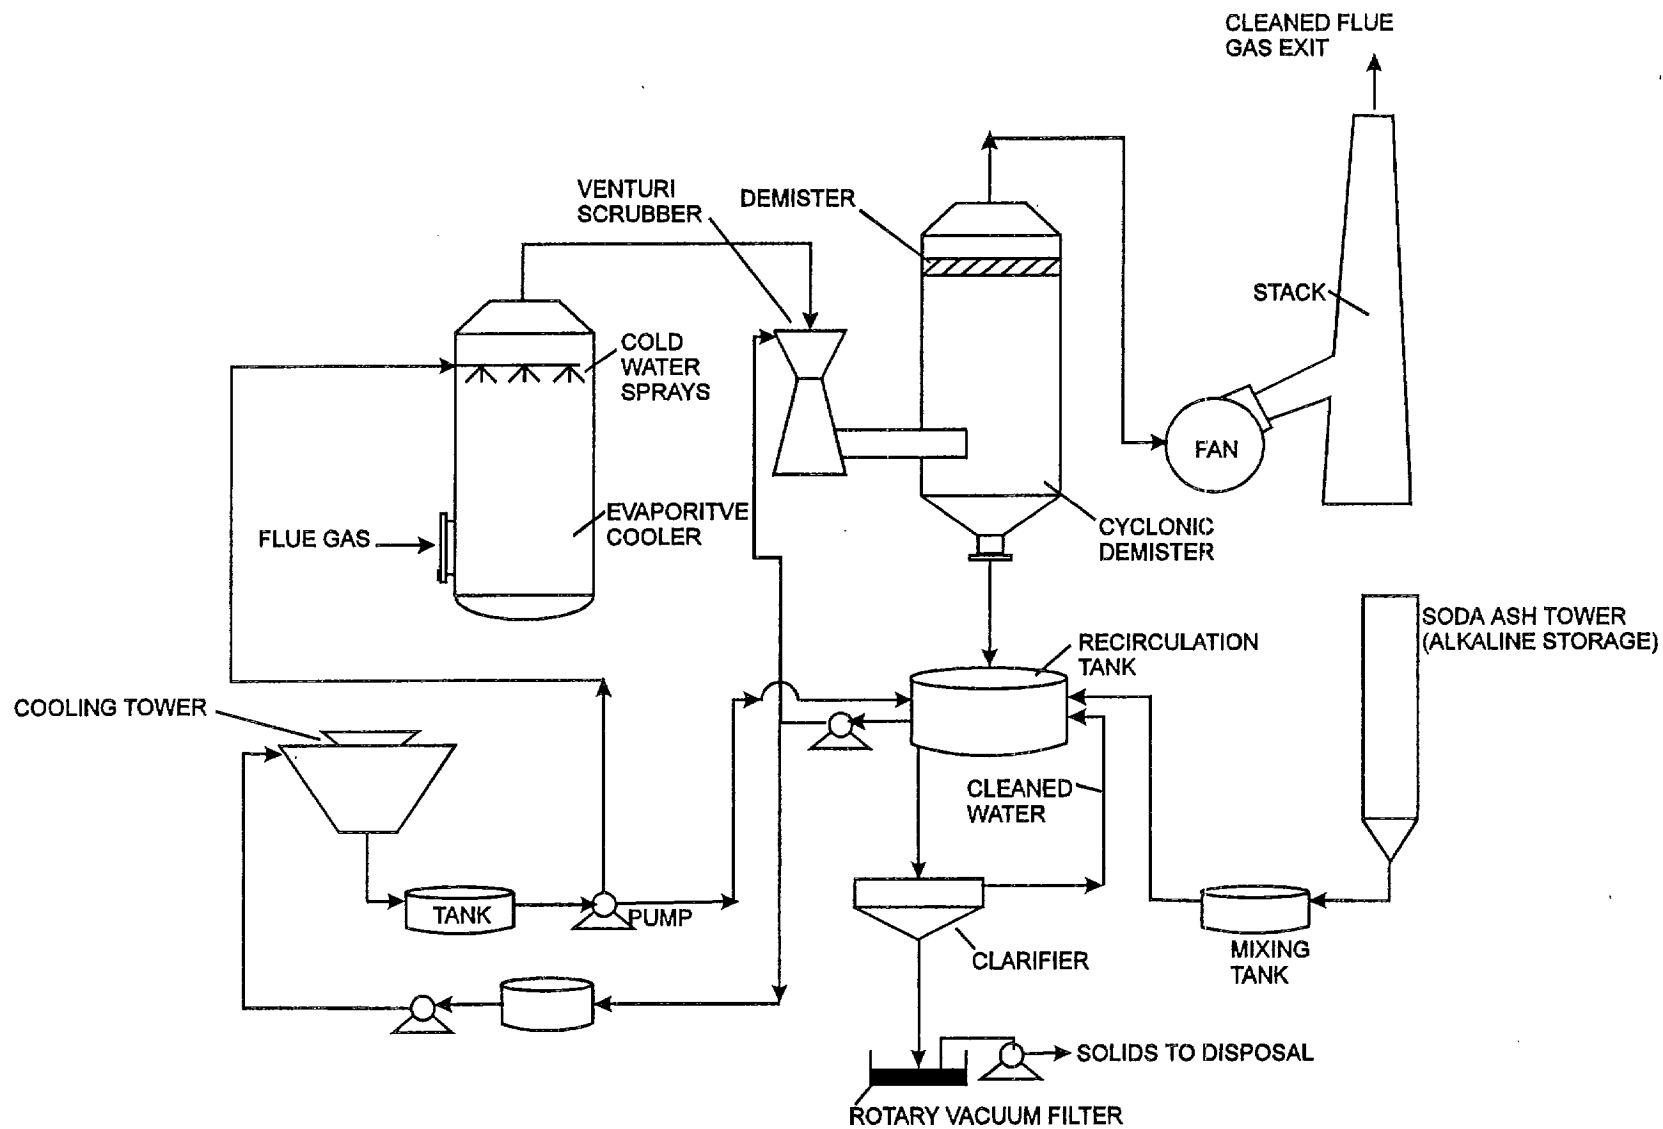 CLEANED FLUE
GAS EXIT
VENTURI
SCRUBBER
DEMISTER
STACK
COLD
WATER
SPRAYS
FAN
FLUE GAS
EVAPORITVE
COOLER
CYCLONIC
DEMISTER
SODA ASH TOWER
(ALKALINE STORAGE)
RECIRCULATION
TANK
COOLING TOWER
CLEANED
WATER
TANK
PUMP
CLARIFIER
MIXING
TANK
SOLIDS TO DISPOSAL
ROTARY VACUUM FILTER